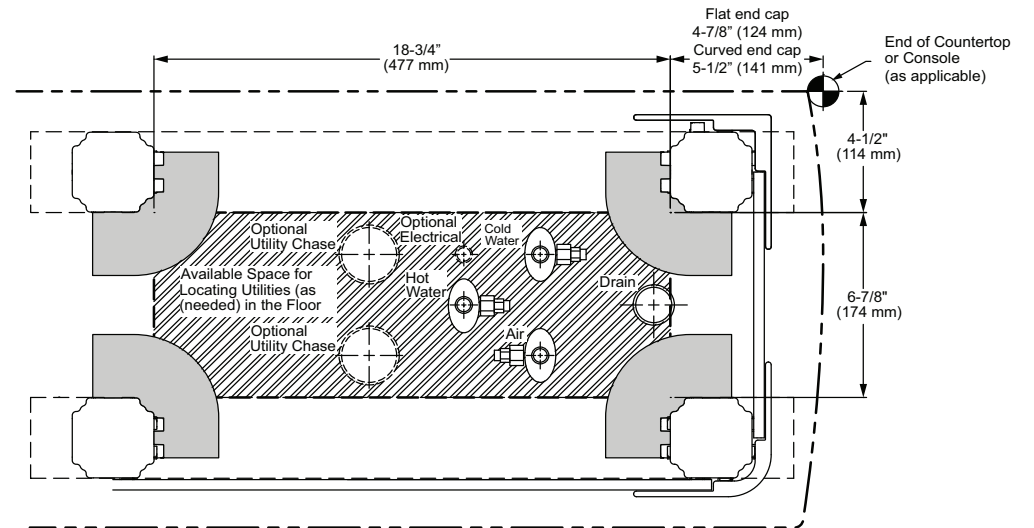 Flat end cap
4-7/8” (124 mm)
Curved end cap
5-1/2” (141 mm)
18-3/4”
(477 mm)
End of Countertop
or Console
(as applicable)
4-1/2"
(114 mm)
Optional
Utility Chase
Optional
Electrical
Cold
Water
Available Space for
Locating Utilities (as
(needed) in the Floor
Hot
Water
Drain
6-7/8"
(174 mm)
Optional
Utility Chase
Air